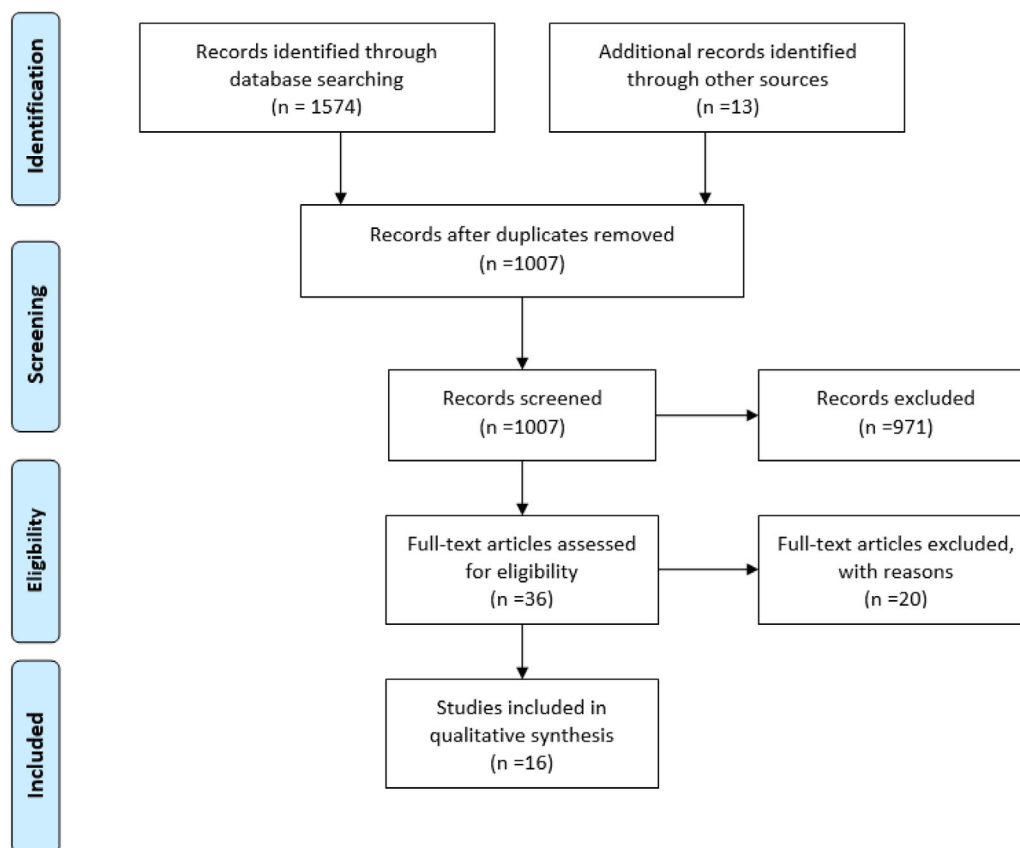 Identification
Records identified through
database searching
(n = 1574)
Additional records identified
through other sources
(n =13)
Records after duplicates removed
(n =1007)
Screening
Records screened
(n =1007)
Records excluded
(n =971)
Eligibility
Full-text articles assessed
for eligibility
(n =36)
Full-text articles excluded,
with reasons
(n =20)
Included
Studies included in
qualitative synthesis
(n =16)